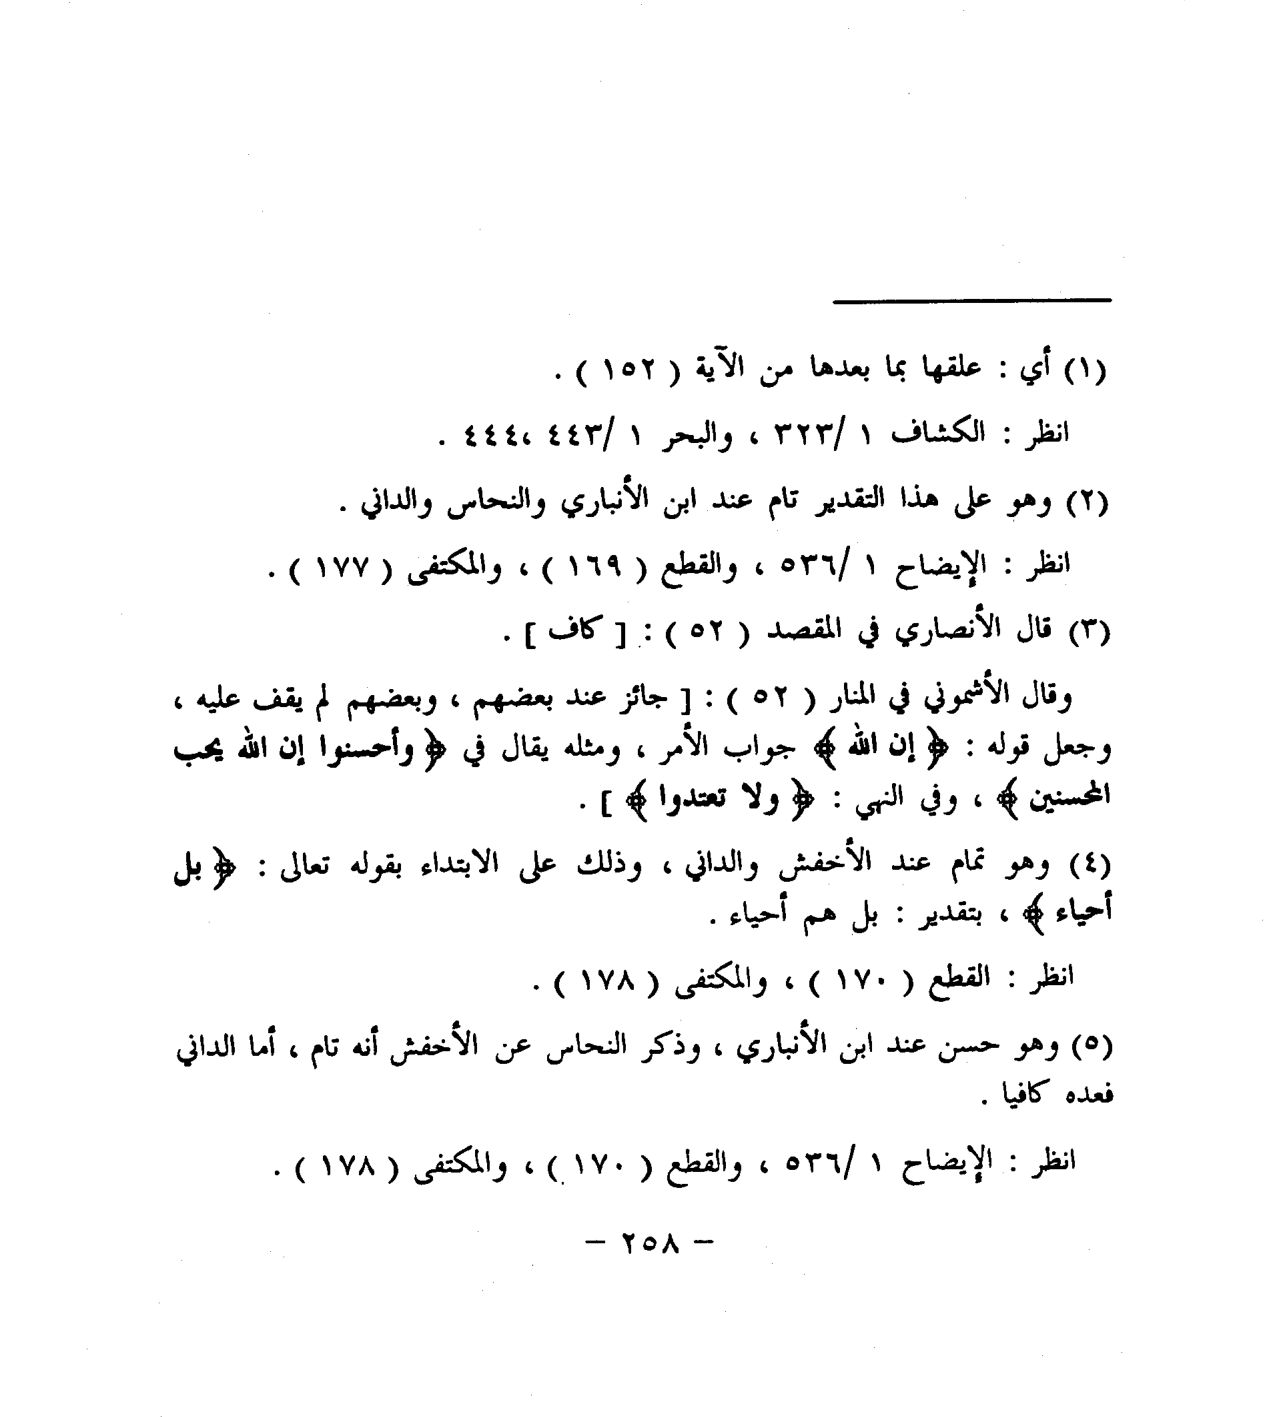 (١) أي : علقها بما بعدها من الآية ( ١٥٢ ) .
انظر : الكشاف ١ /٣٢٣ ، والبحر ١ /٤٤٣ ،٤٤٤ .
(٢) وهو على هذا التقدير تام عند ابن الأنباري والنحاس والداني .
انظر : الإيضاح ١ /٥٣٦ ، والقطع ( ١٦٩ ) ، والمكتفى ( ١٧٧ ) .
(٣) قال الأنصاري في المقصد ( ٥٢ ) : [ كاف ] .
وقال الأشموني في المنار ( ٥٢ ) : [ جائز عند بعضهم ، وبعضهم لم يقف عليه ،
وجعل قوله : ﴿ إن الله ﴾ جواب الأمر ، ومثله يقال في ﴿ وأحسنوا إن الله يحب
المحسنين ﴾ ، وفي النهي : ﴿ ولا تعتدوا ﴾ ] .
(٤) وهو تمام عند الأخفش والداني ، وذلك على الابتداء بقوله تعالى : ﴿ بل
أحياء ﴾ ، بتقدير : بل هم أحياء .
انظر : القطع ( ١٧٠ ) ، والمكتفى ( ١٧٨ ) .
(٥) وهو حسن عند ابن الأنباري ، وذكر النحاس عن الأخفش أنه تام ، أما الداني
فعده كافيا .
انظر : الإيضاح ١ /٥٣٦ ، والقطع ( ١٧٠ ) ، والمكتفى ( ١٧٨ ) .
– ٢٥٨ –